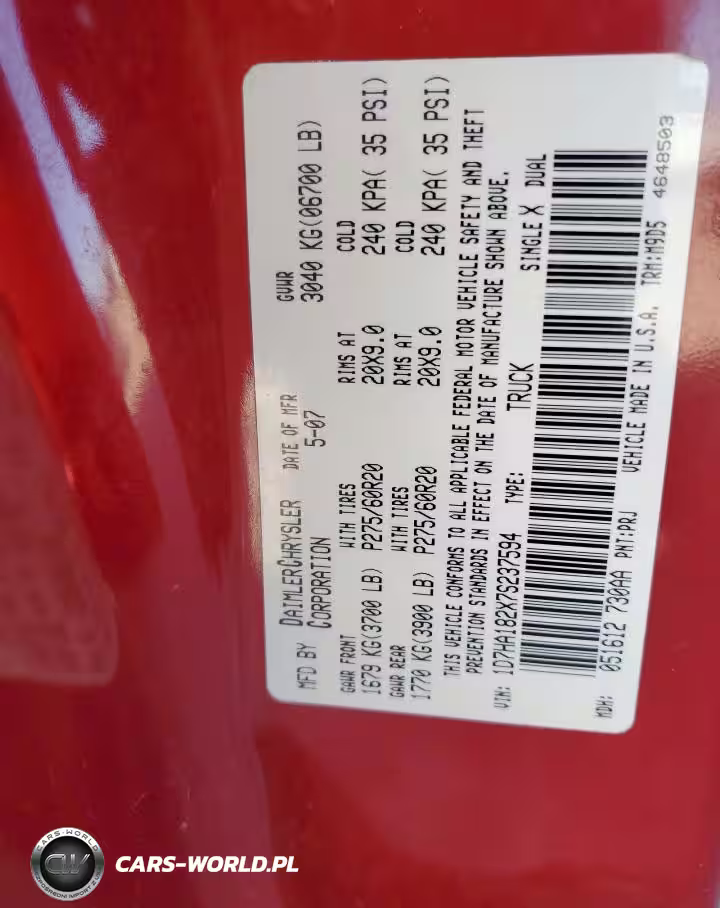 MFD BY DAIMLERCHRYSLER CORPORATION DATE OF MFR 5-07 GVWR 3040 KG(06700 LB)
GAWR FRONT WITH TIRES RIMS AT COLD
1679 KG(3700 LB) P275/60R20 20X9.0 240 KPA( 35 PSI)
GAWR REAR WITH TIRES RIMS AT COLD
1770 KG(3900 LB) P275/60R20 20X9.0 240 KPA( 35 PSI)
THIS VEHICLE CONFORMS TO ALL APPLICABLE FEDERAL MOTOR VEHICLE SAFETY AND THEFT
PREVENTION STANDARDS IN EFFECT ON THE DATE OF MANUFACTURE SHOWN ABOVE.
VIN: 1D7HA182X7S237594 TYPE: TRUCK SINGLE X DUAL
MDH: 051612 730AA PNT:PRJ VEHICLE MADE IN U.S.A. TRM:M9D5
4648503
CARS-WORLD
CW
CARS-WORLD.PL